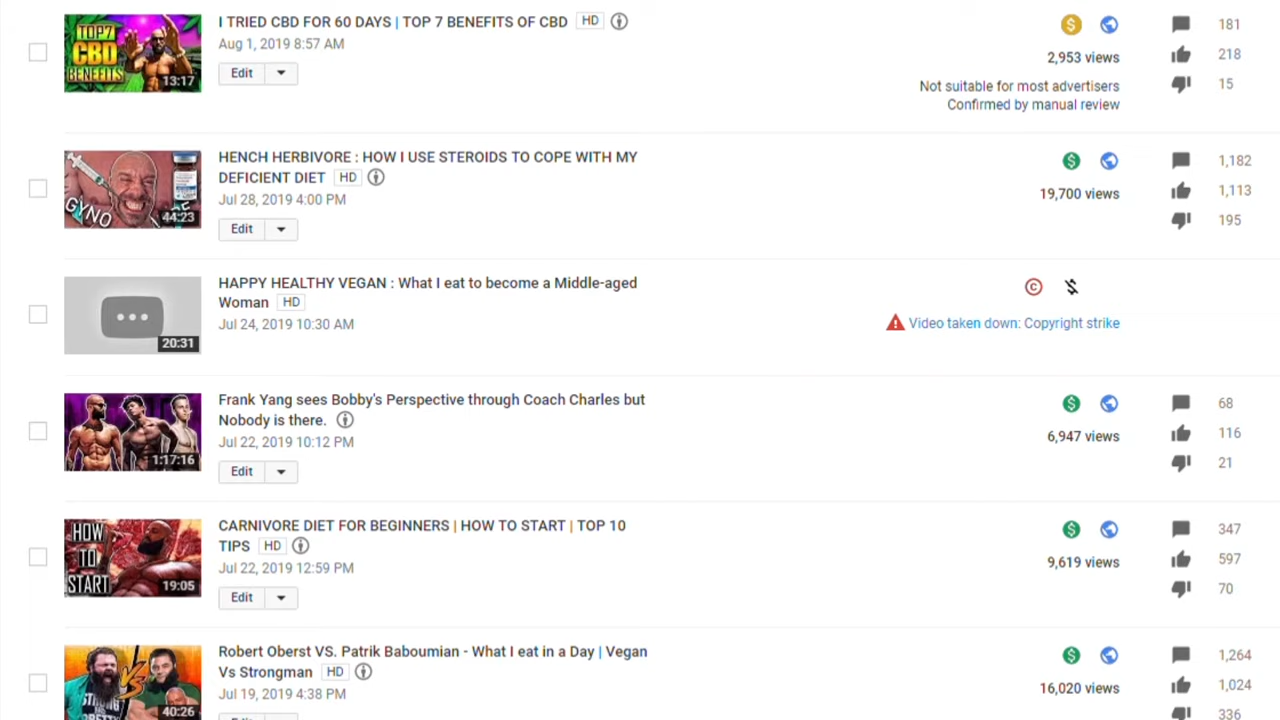 TOP7
CBD
BENEFITS
13:17
I TRIED CBD FOR 60 DAYS | TOP 7 BENEFITS OF CBD HD
Aug 1, 2019 8:57 AM
Edit
$
2,953 views
Not suitable for most advertisers
Confirmed by manual review
181
218
15
GYNO
44:23
HENCH HERBIVORE : HOW I USE STEROIDS TO COPE WITH MY
DEFICIENT DIET HD
Jul 28, 2019 4:00 PM
Edit
$
19,700 views
1,182
1,113
195
20:31
HAPPY HEALTHY VEGAN : What I eat to become a Middle-aged
Woman HD
Jul 24, 2019 10:30 AM
©
$
Video taken down: Copyright strike
1:17:16
Frank Yang sees Bobby's Perspective through Coach Charles but
Nobody is there.
Jul 22, 2019 10:12 PM
Edit
$
6,947 views
68
116
21
HOW
TO
START
19:05
CARNIVORE DIET FOR BEGINNERS | HOW TO START | TOP 10
TIPS HD
Jul 22, 2019 12:59 PM
Edit
$
9,619 views
347
597
70
VS
40:26
Robert Oberst VS. Patrik Baboumian - What I eat in a Day | Vegan
Vs Strongman HD
Jul 19, 2019 4:38 PM
Edit
$
16,020 views
1,264
1,024
336